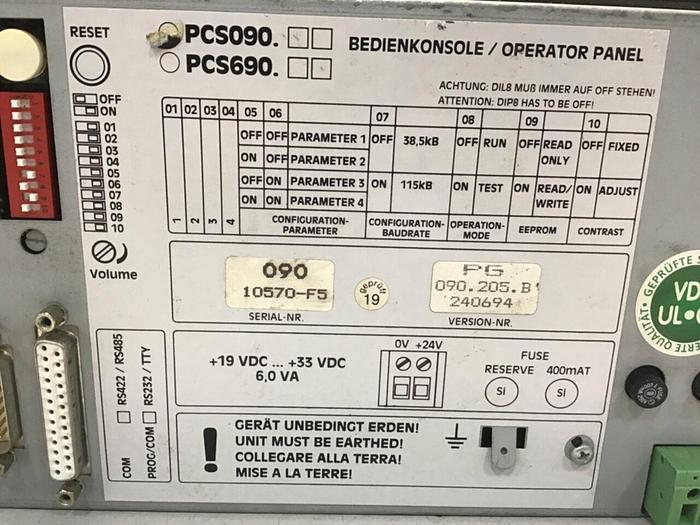 RESET
PCS090.
PCS690.
BEDIENKONSOLE / OPERATOR PANEL
ACHTUNG: DIL8 MUß IMMER AUF OFF STEHEN!
ATTENTION: DIP8 HAS TO BE OFF!
OFF
ON
01
02
03
04
05
06
07
08
09
10
01 02 03 04 05 06 07 08 09 10
OFF OFF PARAMETER 1 OFF 38,5kB OFF RUN OFF READ ONLY OFF FIXED
ON OFF PARAMETER 2
OFF ON PARAMETER 3 ON 115kB ON TEST ON READ/ WRITE ON ADJUST
ON ON PARAMETER 4
1 2 3 4 CONFIGURATION-PARAMETER CONFIGURATION-BAUDRATE OPERATION-MODE EEPROM CONTRAST
Volume
090
10570-F5
SERIAL-NR.
geprüft
19
PG
090.205.B
240694
VERSION-NR.
GEPRÜFTE
VD
UL
ERTE QUALITÄT
COM RS422 / RS485
PROG/COM RS232 / TTY
+19 VDC ... +33 VDC
6,0 VA
0V +24V
FUSE
RESERVE 400mAT
SI SI
! GERÄT UNBEDINGT ERDEN!
UNIT MUST BE EARTHED!
COLLEGARE ALLA TERRA!
MISE A LA TERRE!